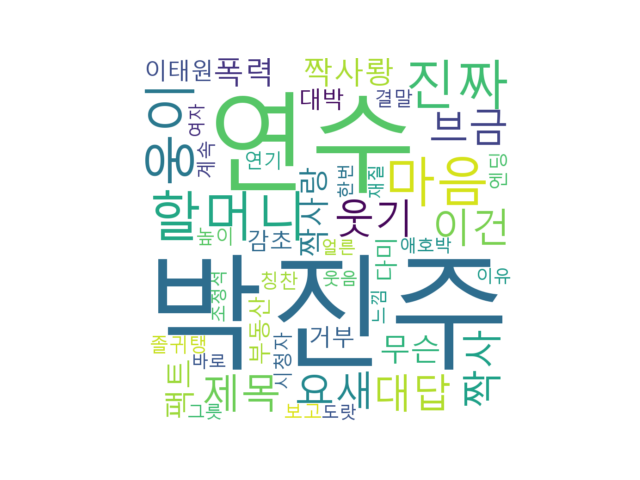 이태원
폭력
짝사랑
진짜
대박
결말
웅이
여자
계속
연수
브금
연기
마음
엔딩
할머니
짝사랑
한번
재질
웃기
이건
높이
감초
얼른
다미
애호박
박진주
조정석
칭찬
웃음
느낌
이유
부동산
졸귀탱
바로
시청자
거부
무슨
짝사
팩트
제목
요새
대답
그릇
보고
도랏